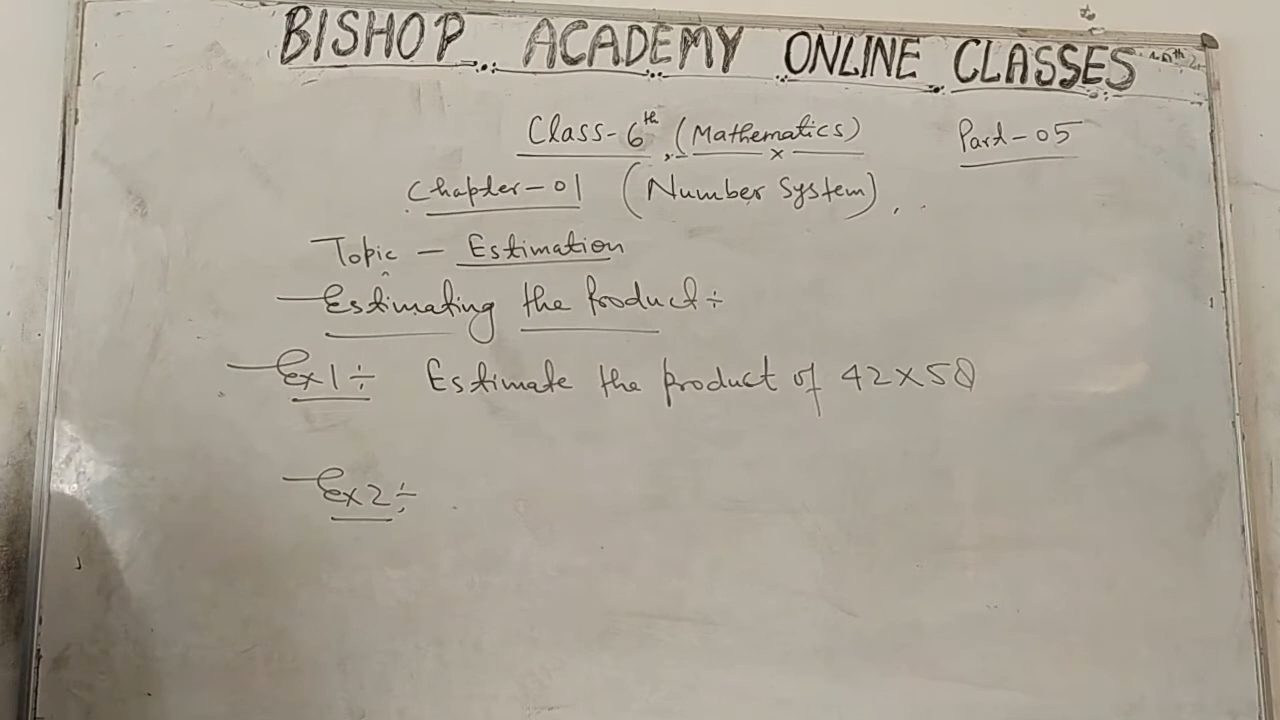 BISHOP ACADEMY ONLINE CLASSES
Class-6th (Mathematics) Part-05
Chapter-01 (Number System)
Topic - Estimation
Estimating the Product÷
Ex1÷ Estimate the product of 42×58
Ex2÷